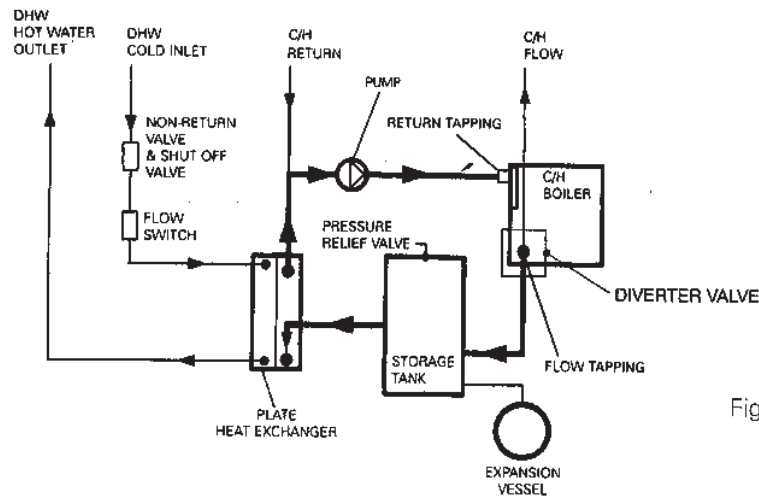 DHW
HOT WATER
OUTLET
DHW
COLD INLET
C/H
RETURN
C/H
FLOW
PUMP
NON-RETURN
VALVE
& SHUT OFF
VALVE
RETURN TAPPING
C/H
BOILER
FLOW
SWITCH
PRESSURE
RELIEF VALVE
DIVERTER VALVE
STORAGE
TANK
FLOW TAPPING
PLATE
HEAT EXCHANGER
Fig
EXPANSION
VESSEL